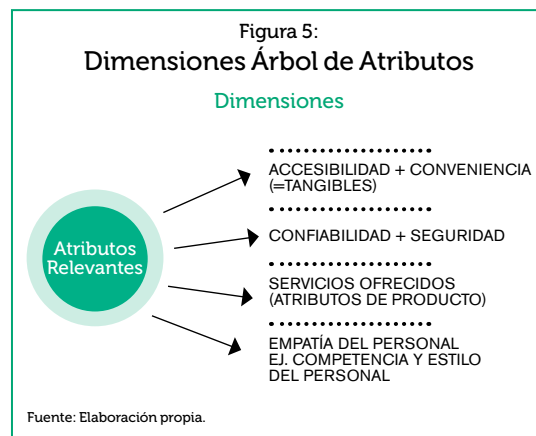 Figura 5:
Dimensiones Árbol de Atributos
Dimensiones
Atributos
Relevantes
ACCESIBILIDAD + CONVENIENCIA
(=TANGIBLES)
CONFIABILIDAD + SEGURIDAD
SERVICIOS OFRECIDOS
(ATRIBUTOS DE PRODUCTO)
EMPATÍA DEL PERSONAL
EJ. COMPETENCIA Y ESTILO
DEL PERSONAL
Fuente: Elaboración propia.